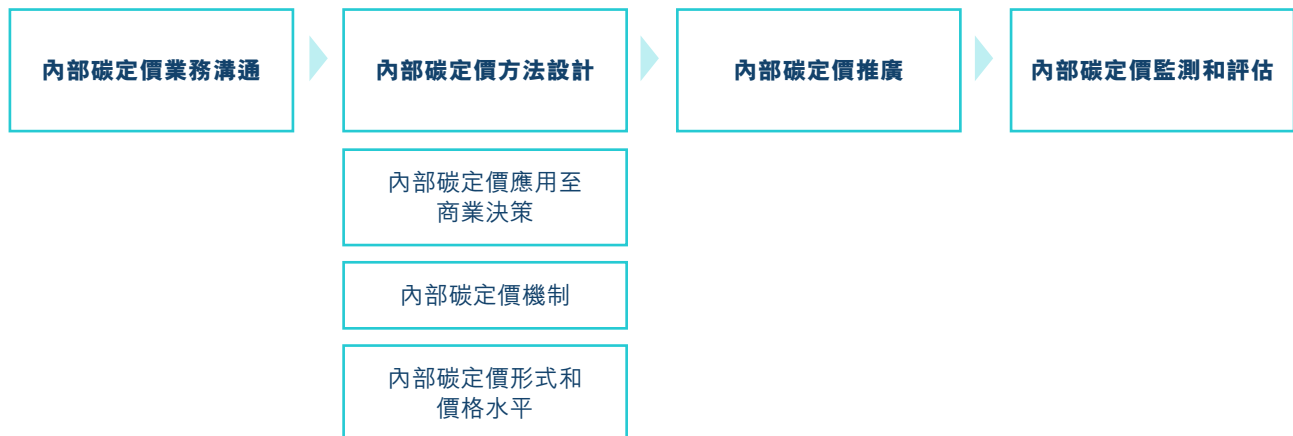 內部碳定價業務溝通
內部碳定價方法設計
內部碳定價推廣
內部碳定價監測和評估
內部碳定價應用至
商業決策
內部碳定價機制
內部碳定價形式和
價格水平